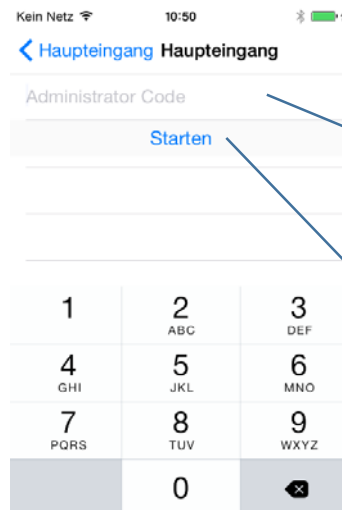 Kein Netz 10:50
Haupteingang Haupteingang
Administrator Code
Starten
1 2 3
ABC DEF
4 5 6
GHI JKL MNO
7 8 9
PQRS TUV WXYZ
0